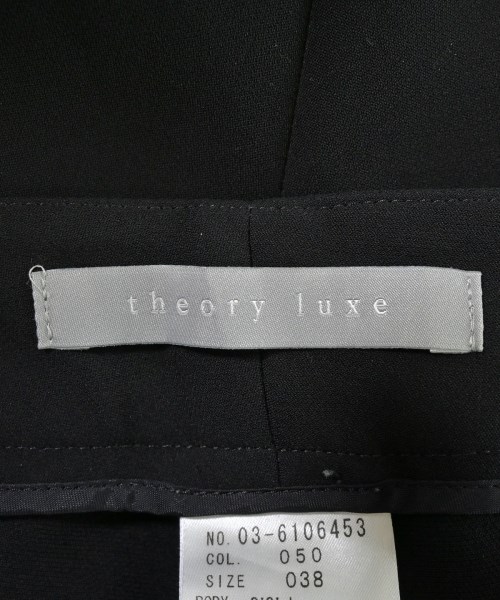 theory luxe
NO. 03-6106453
COL. 050
SIZE 038